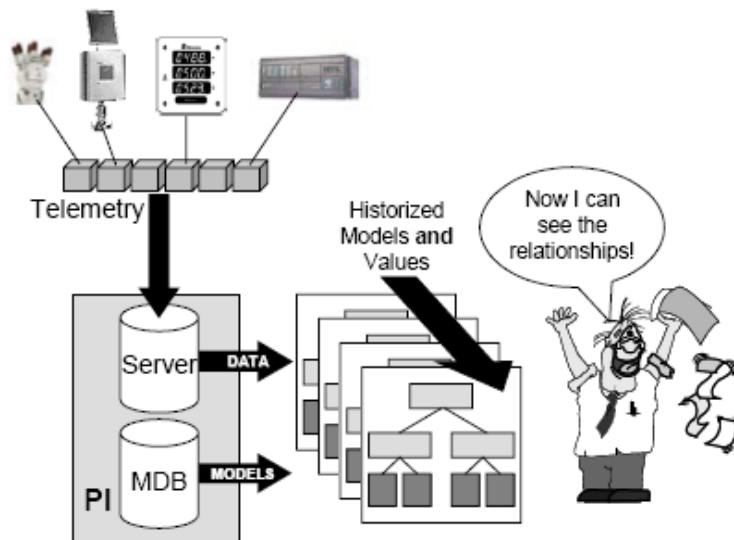 Telemetry
Historized
Models and
Values
Now I can
see the
relationships!
Server
DATA
MDB
MODELS
PI